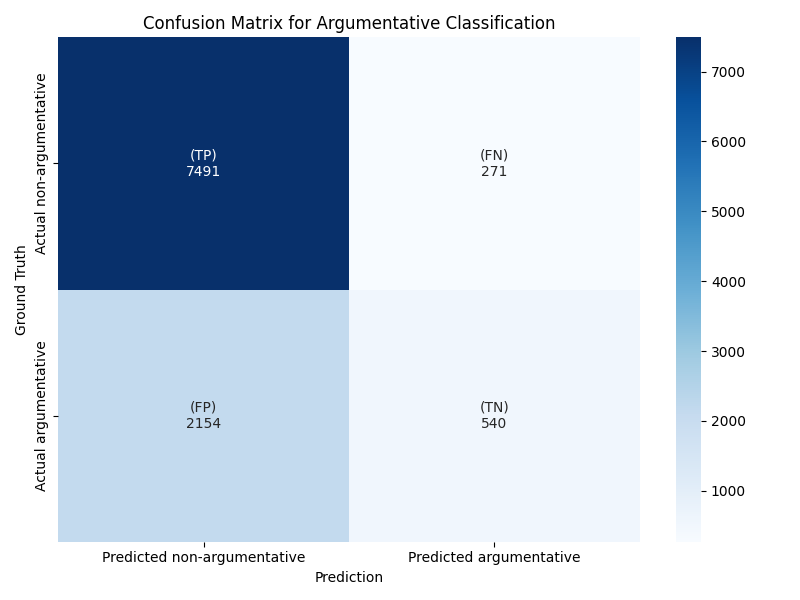 Confusion Matrix for Argumentative Classification
Ground Truth
Actual non-argumentative
(TP)
7491
(FN)
271
Actual argumentative
(FP)
2154
(TN)
540
Predicted non-argumentative
Predicted argumentative
Prediction
7000
6000
5000
4000
3000
2000
1000